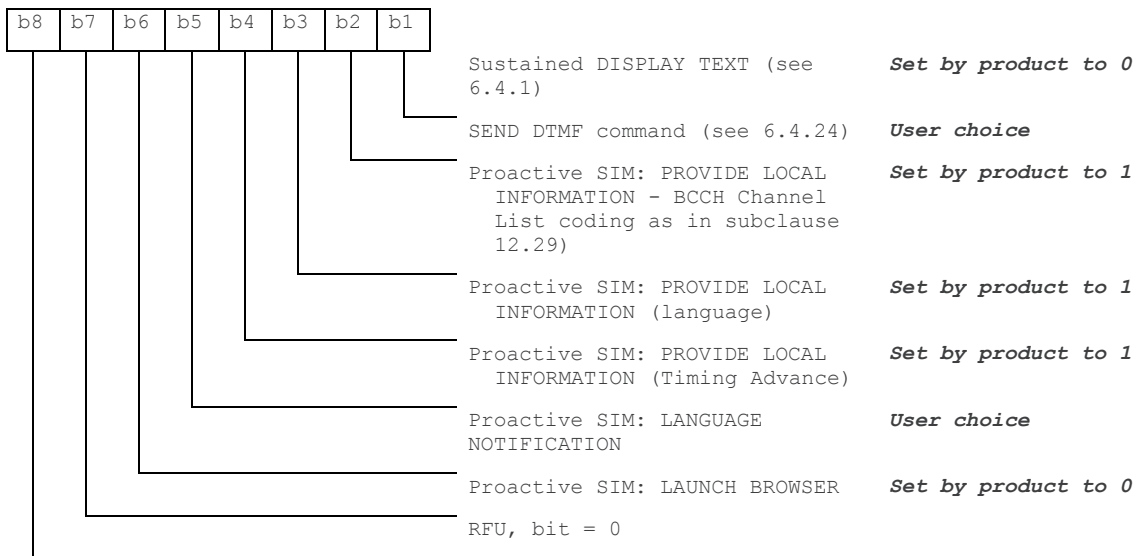 b8 b7 b6 b5 b4 b3 b2 b1
Sustained DISPLAY TEXT (see Set by product to 0
6.4.1)
SEND DTMF command (see 6.4.24) User choice
Proactive SIM: PROVIDE LOCAL Set by product to 1
INFORMATION - BCCH Channel
List coding as in subclause
12.29)
Proactive SIM: PROVIDE LOCAL Set by product to 1
INFORMATION (language)
Proactive SIM: PROVIDE LOCAL Set by product to 1
INFORMATION (Timing Advance)
Proactive SIM: LANGUAGE User choice
NOTIFICATION
Proactive SIM: LAUNCH BROWSER Set by product to 0
RFU, bit = 0